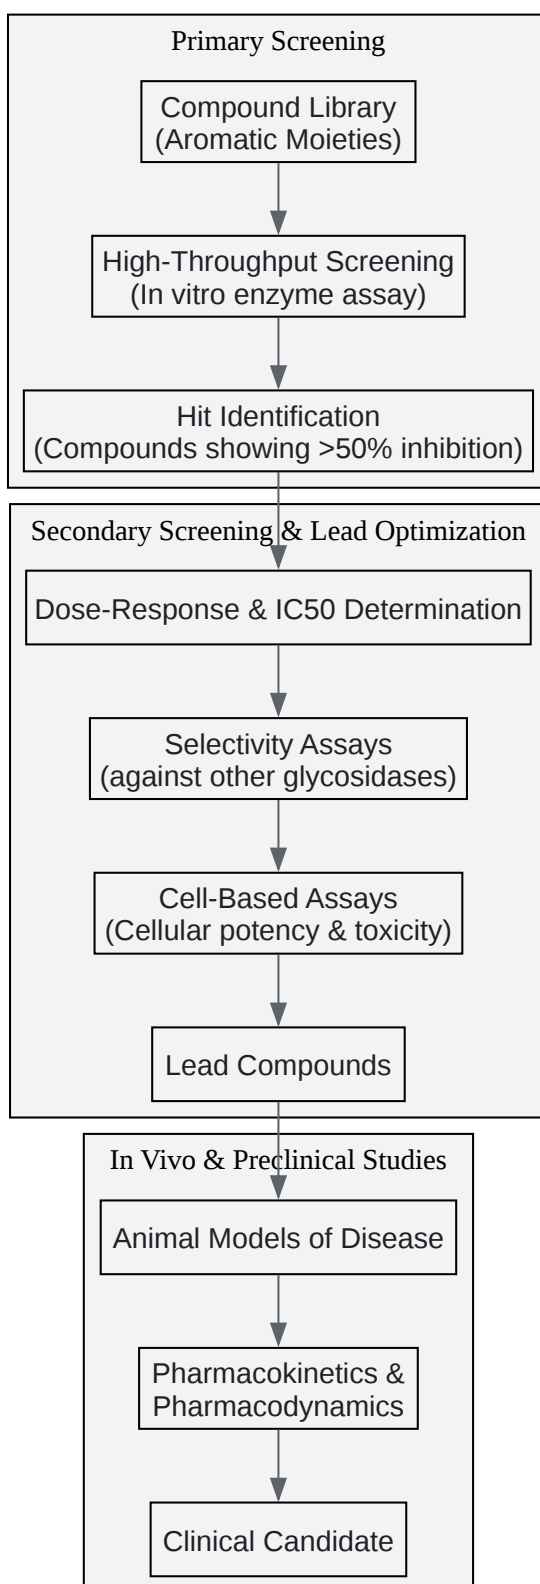 Primary Screening
Compound Library
(Aromatic Moieties)
High-Throughput Screening
(In vitro enzyme assay)
Hit Identification
(Compounds showing >50% inhibition)
Secondary Screening & Lead Optimization
Dose-Response & IC50 Determination
Selectivity Assays
(against other glycosidases)
Cell-Based Assays
(Cellular potency & toxicity)
Lead Compounds
In Vivo & Preclinical Studies
Animal Models of Disease
Pharmacokinetics &
Pharmacodynamics
Clinical Candidate